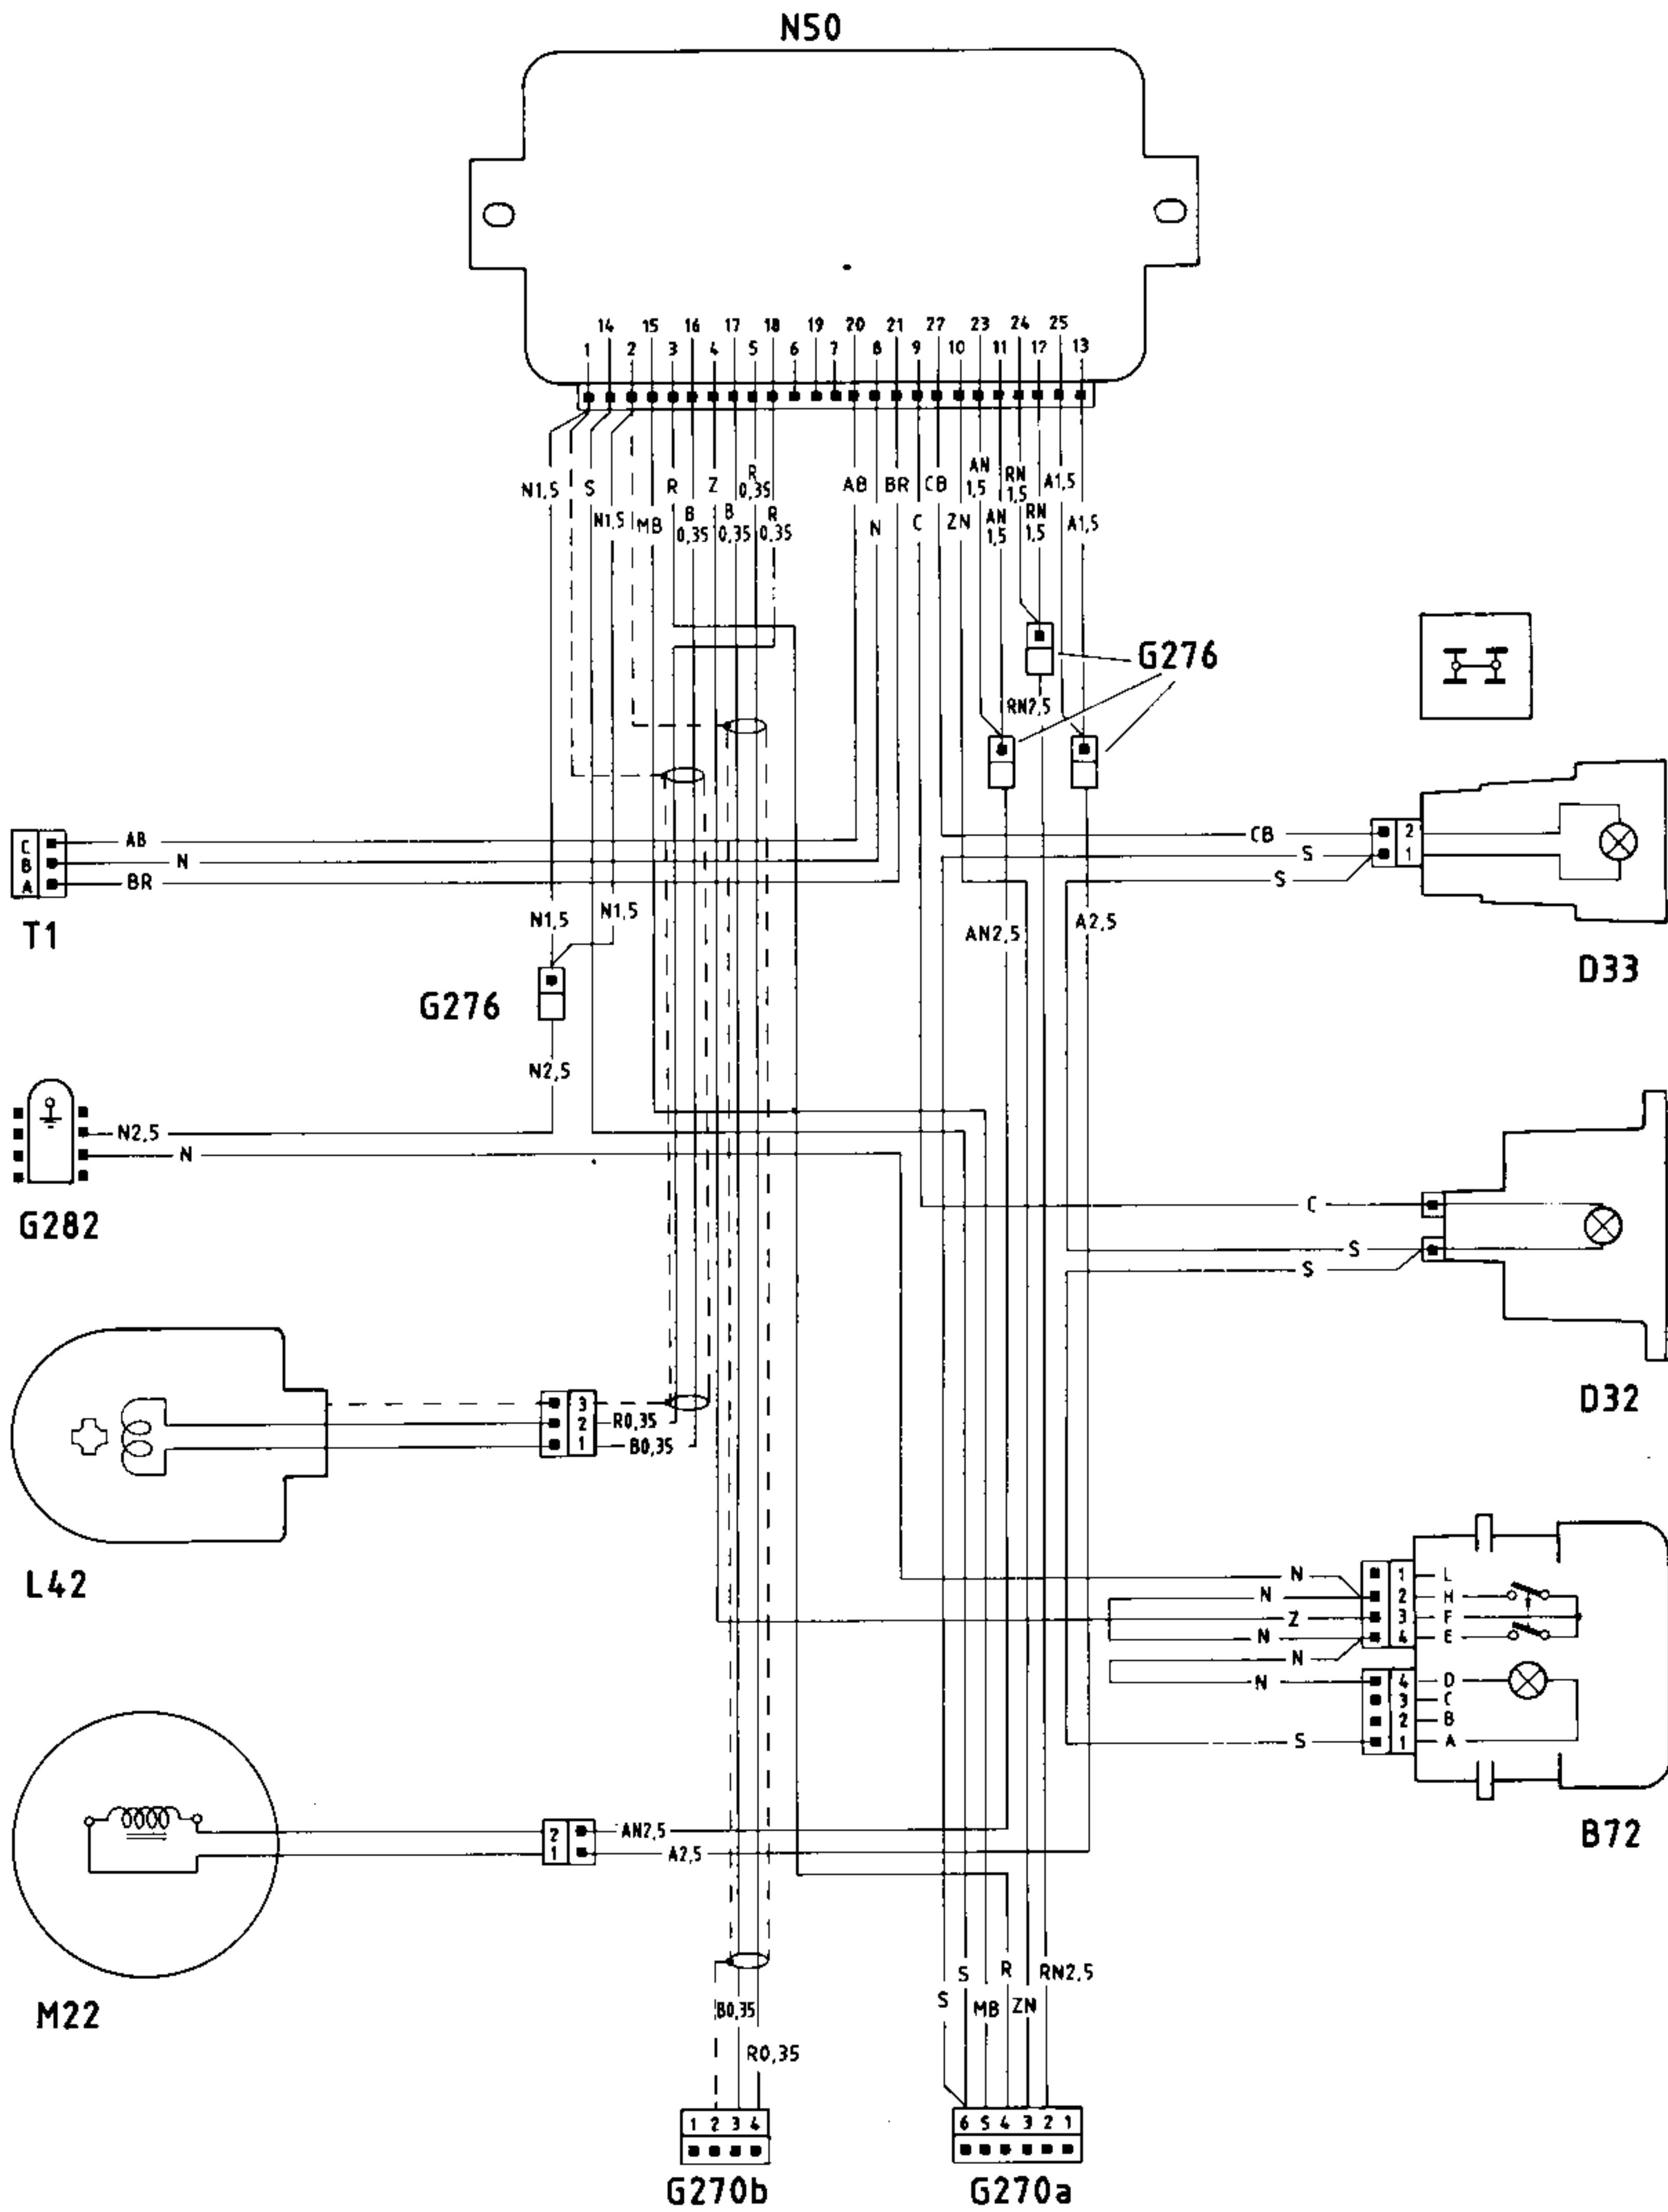 N50
14 15 16 17 18 19 20 21 22 23 24 25
1 2 3 4 5 6 7 8 9 10 11 12 13
N1,5
S
N1,5
MB
R
B
0,35
Z
B
0,35
R
0,35
R
0,35
AB
N
BR
C
CB
ZN
AN
1,5
AN
1,5
RN
1,5
RN
1,5
A1,5
A1,5
G276
RN2,5
C
B
A
AB
N
BR
T1
CB
S
S
2
1
D33
N1,5
N1,5
AN2,5
A2,5
G276
N2,5
N2,5
N
G282
C
S
S
D32
3
2
1
R0,35
B0,35
L42
N
N
Z
N
N
N
S
1 L
2 H
3 F
4 E
4 D
3 C
2 B
1 A
B72
2
1
AN2,5
A2,5
M22
S
S
MB
R
ZN
RN2,5
B0,35
R0,35
1 2 3 4
6 5 4 3 2 1
G270b
G270a